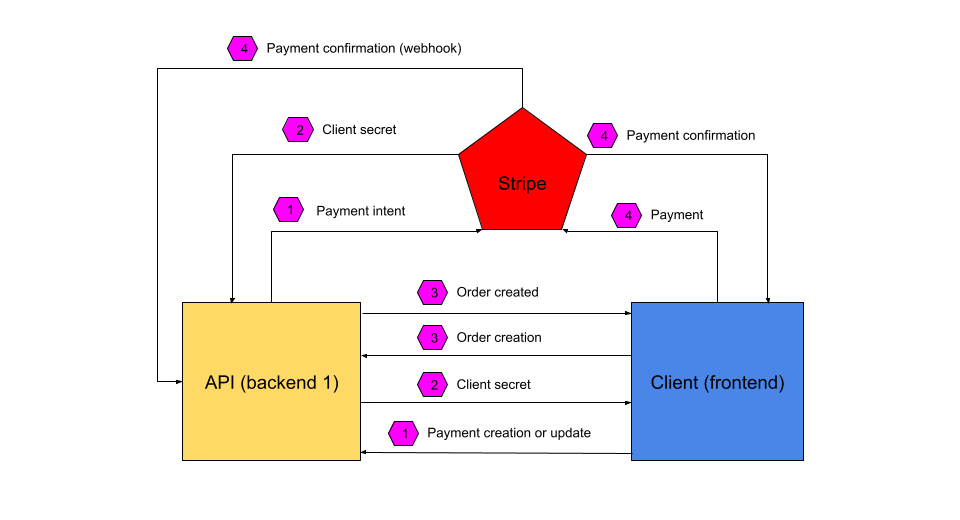 4 Payment confirmation (webhook)
2 Client secret
4 Payment confirmation
Stripe
1 Payment intent
4 Payment
3 Order created
3 Order creation
API (backend 1)
Client (frontend)
2 Client secret
1 Payment creation or update